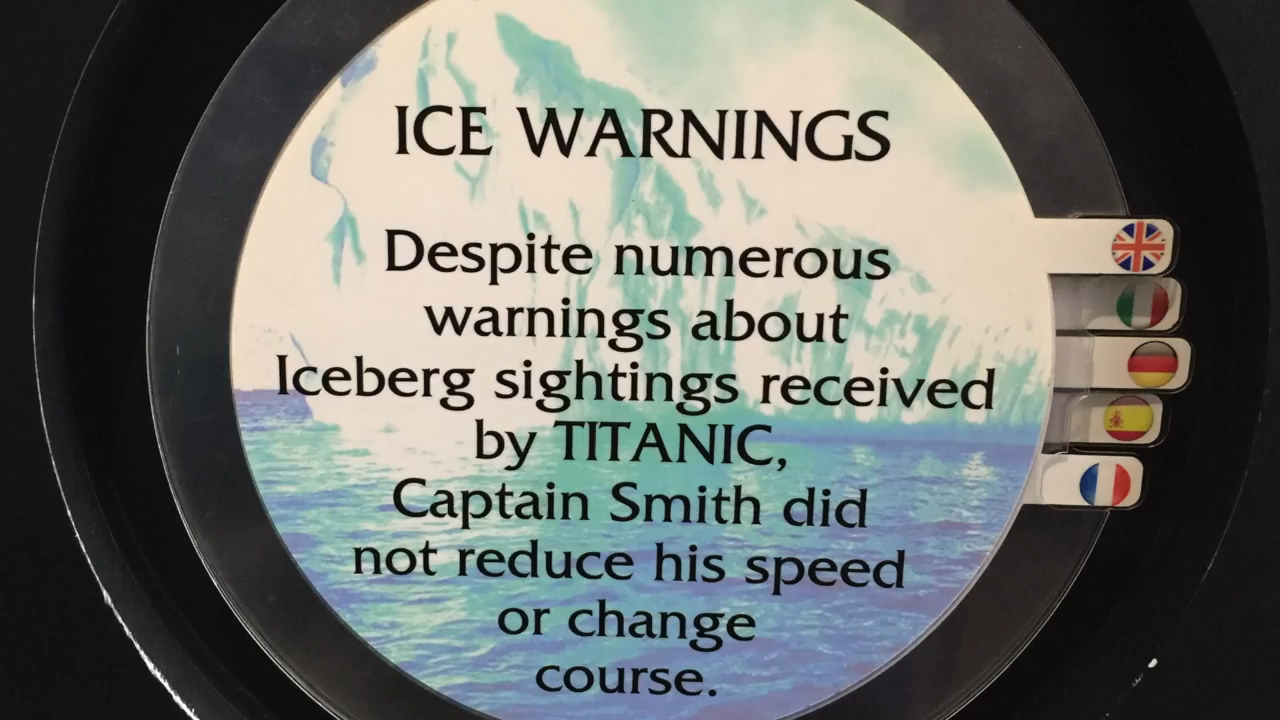 ICE WARNINGS
Despite numerous
warnings about
Iceberg sightings received
by TITANIC,
Captain Smith did
not reduce his speed
or change
course.